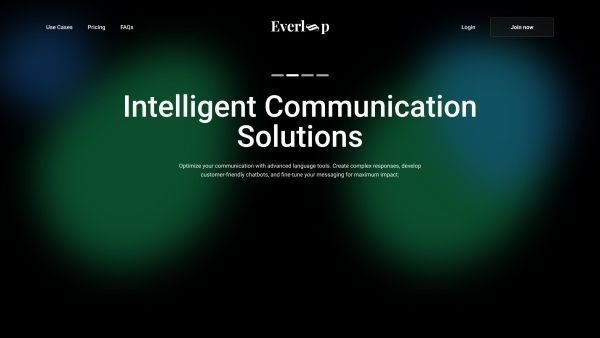 Use Cases
Pricing
FAQs
Everloop
Login
Join now
Intelligent Communication
Solutions
Optimize your communication with advanced language tools. Create complex responses, develop
customer-friendly chatbots, and fine-tune your messaging for maximum impact.